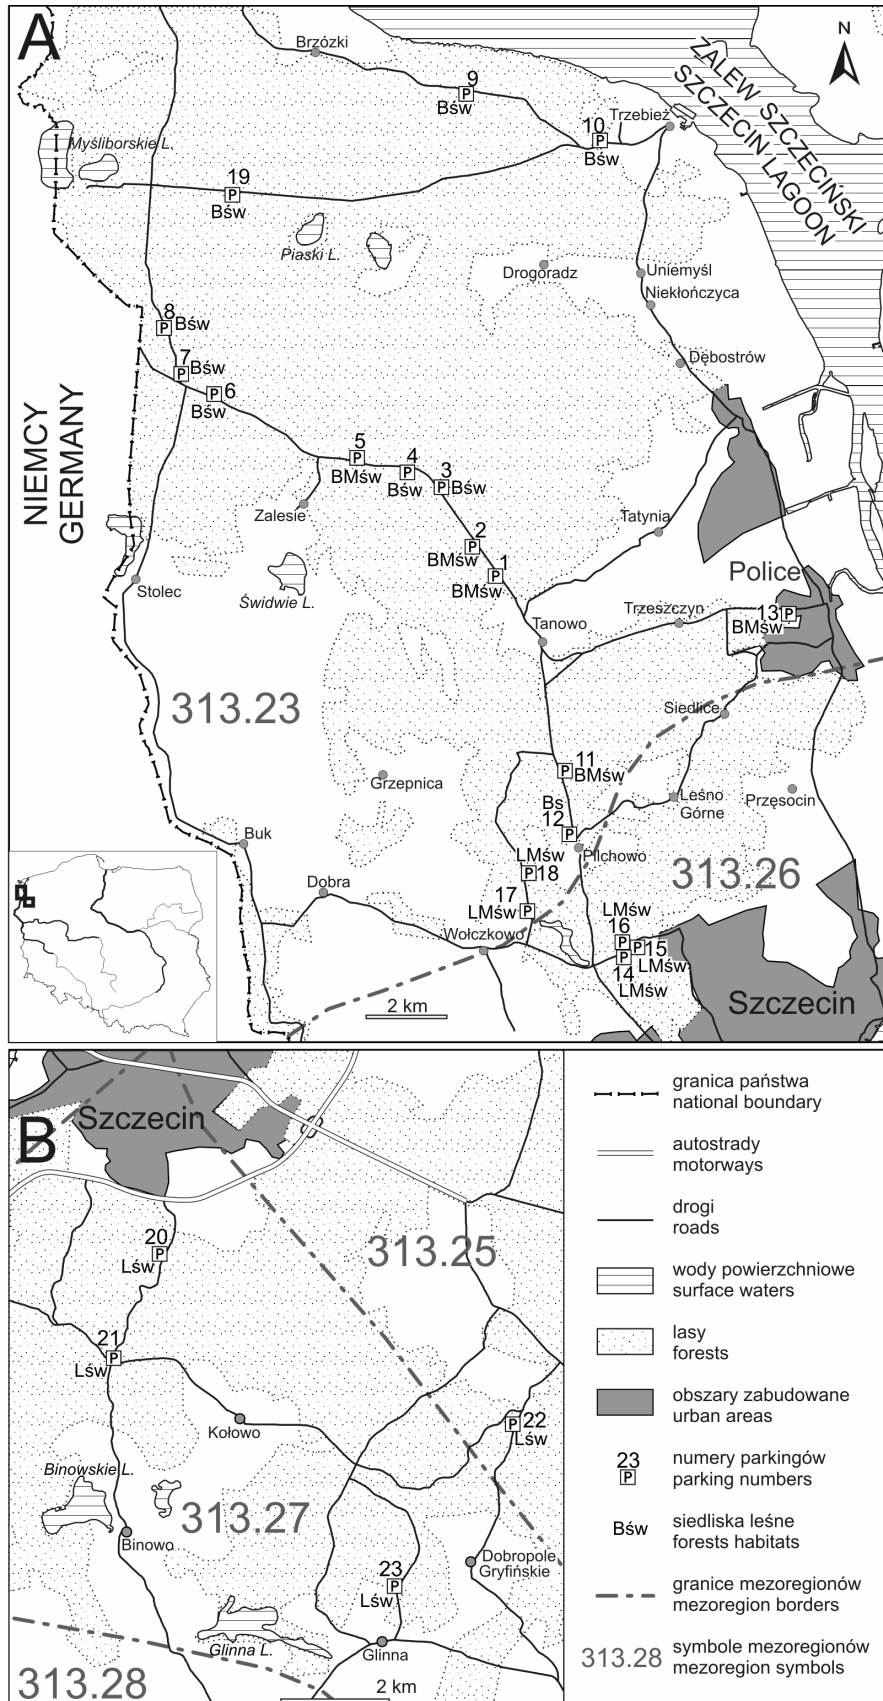 A
N
Brzózki
9
Bśw
ZALEW SZCZECIŃSKI
SZCZECIN LAGOON
Trzebież
10
Bśw
Myśliborskie L.
19
Bśw
Piaski L.
Drogoradz
Uniemyśl
Niekłończyca
8
Bśw
Dębostrów
7
Bśw
6
Bśw
NIEMCY
GERMANY
5
BMśw
4
Bśw
3
Bśw
Zalesie
Tatynia
2
BMśw
1
BMśw
Police
Stolec
Świdwie L.
Trzeszczyn
13
BMśw
Tanowo
313.23
Siedlice
11
BMśw
Grzepnica
Leśno
Górne
Przęsocin
Bs
12
Buk
Pilchowo
LMśw
18
313.26
Dobra
17
LMśw
LMśw
16
Wołczkowo
15
LMśw
14
LMśw
Szczecin
2 km
B
Szczecin
313.25
20
Lśw
21
Lśw
Kołowo
22
Lśw
Binowskie L.
313.27
Binowo
Dobropole
Gryfińskie
23
Lśw
Glinna L.
Glinna
313.28
2 km
granica państwa
national boundary
autostrady
motorways
drogi
roads
wody powierzchniowe
surface waters
lasy
forests
obszary zabudowane
urban areas
23
P
numery parkingów
parking numbers
Bśw
siedliska leśne
forests habitats
granice mezoregionów
mezoregion borders
313.28
symbole mezoregionów
mezoregion symbols